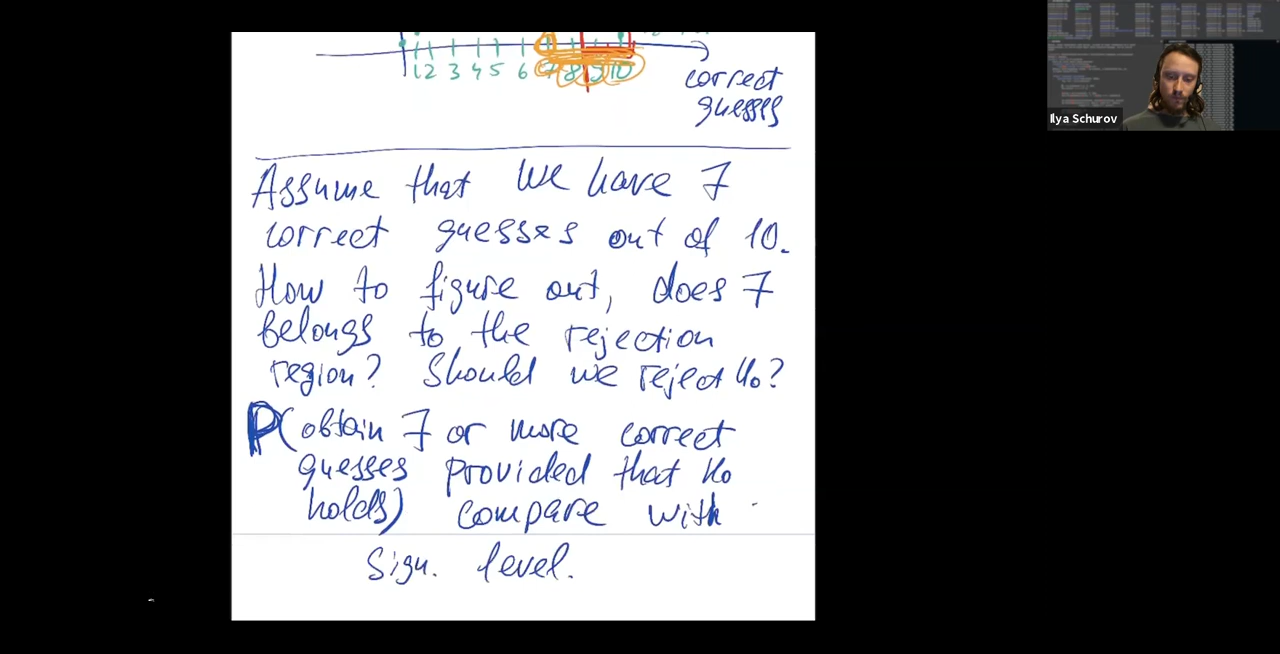 1 2 3 4 5 6 7 8 9 10
correct
guesses
Assume that we have 7
correct guesses out of 10.
How to figure out, does 7
belongs to the rejection
region? Should we reject H₀?
P(obtain 7 or more correct
guesses provided that H₀
holds) compare with
sign. level.
Ilya Schurov